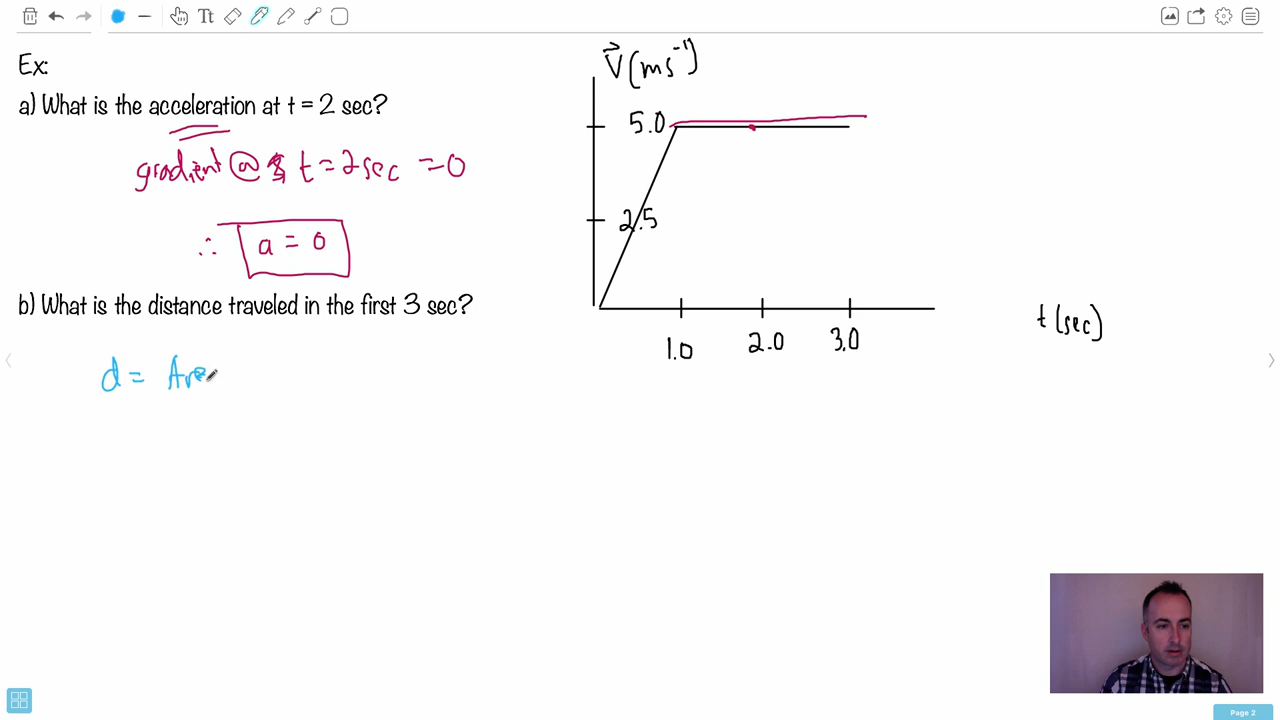 Tt
Ex:
a) What is the acceleration at t = 2 sec?
gradient @ t = 2 sec = 0
∴ a = 0
b) What is the distance traveled in the first 3 sec?
d = Are
V (ms⁻¹)
5.0
2.5
1.0 2.0 3.0
t (sec)
Page 2